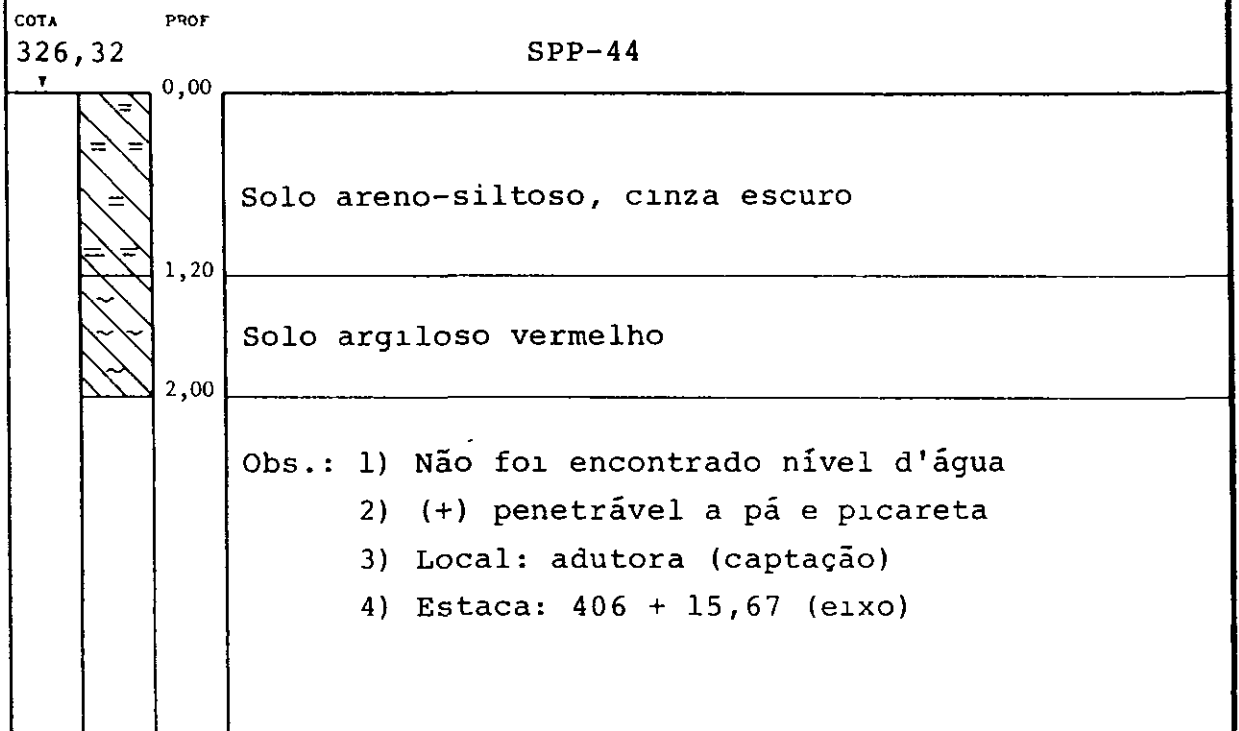 COTA PROF
326,32 SPP-44
0,00
Solo areno-siltoso, cinza escuro
1,20
Solo argiloso vermelho
2,00
Obs.: 1) Não foi encontrado nível d'água
2) (+) penetrável a pá e picareta
3) Local: adutora (captação)
4) Estaca: 406 + 15,67 (eixo)